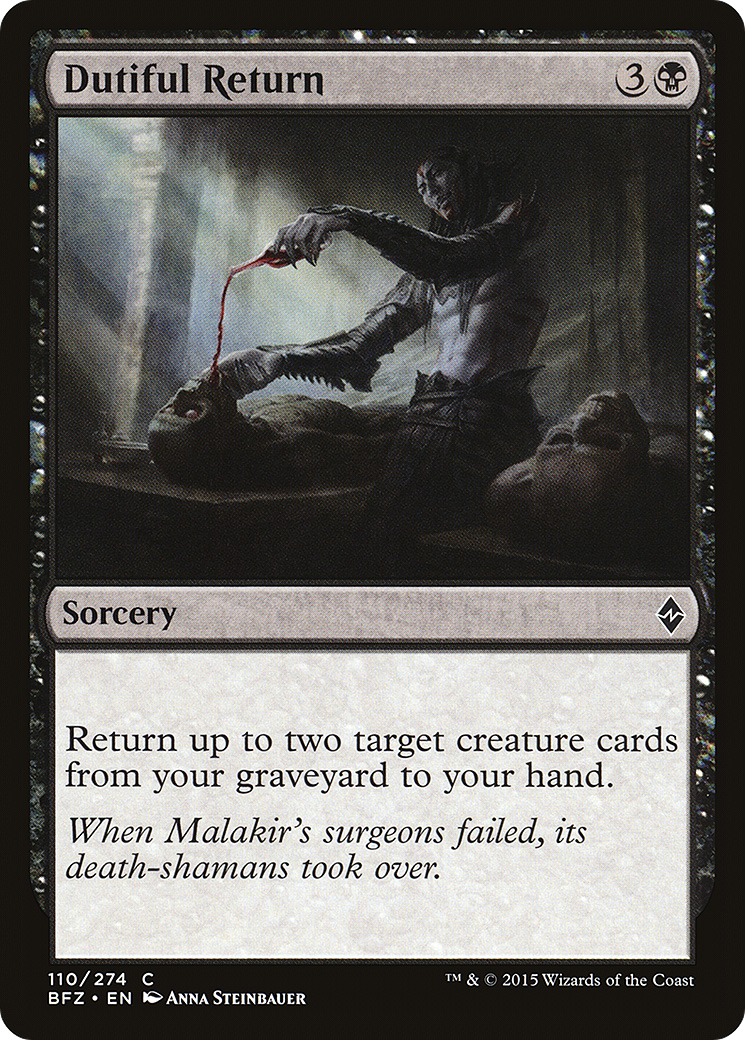 Dutiful Return 3
Sorcery
Return up to two target creature cards
from your graveyard to your hand.
When Malakir's surgeons failed, its
death-shamans took over.
110/274 C
™ & © 2015 Wizards of the Coast
BFZ • EN Anna Steinbauer